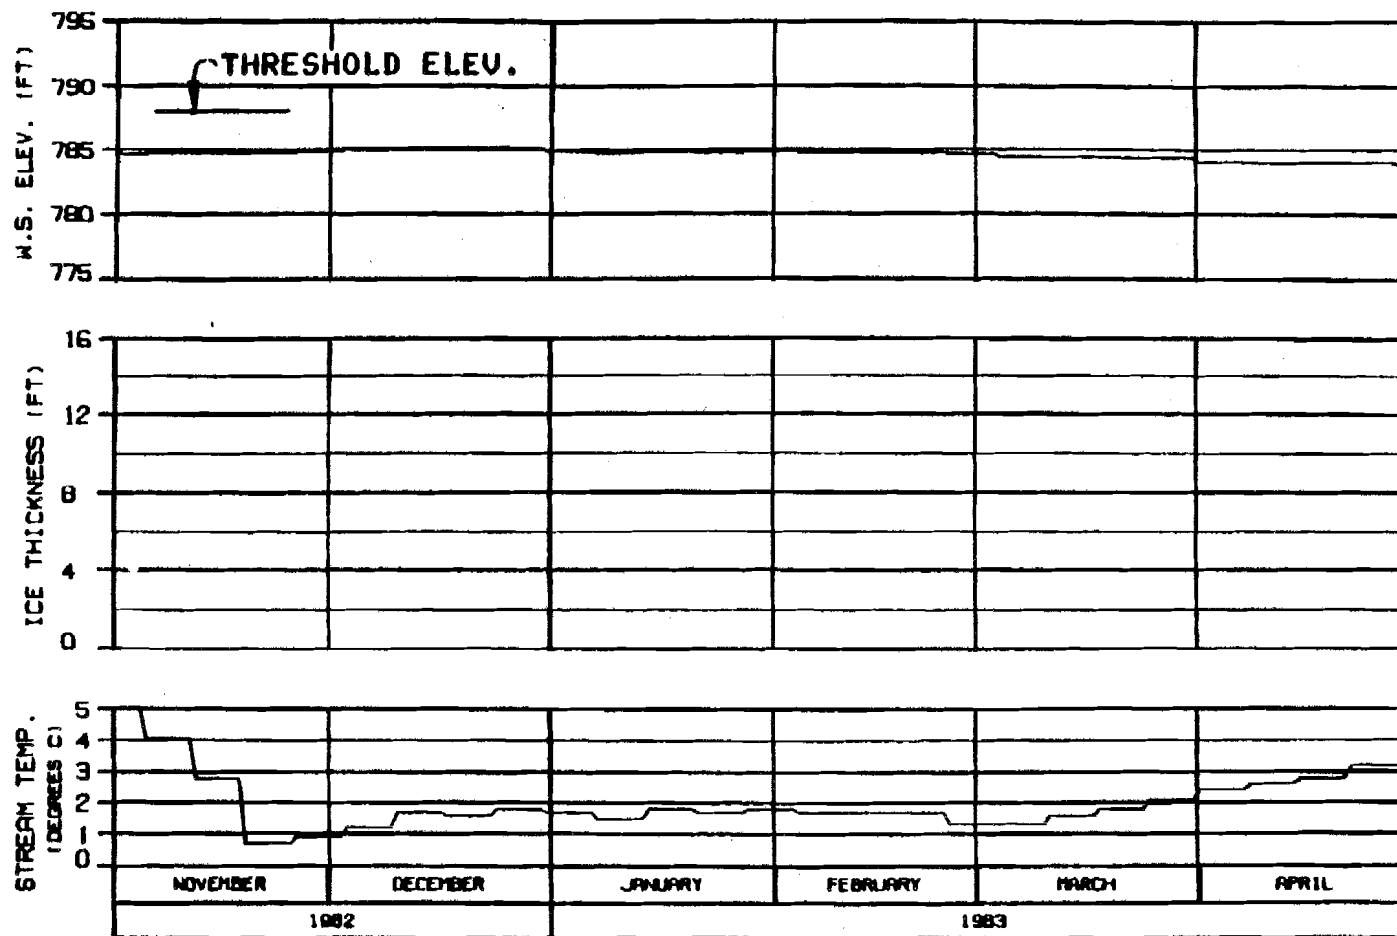 795
THRESHOLD ELEV.
790
785
780
775
W.S. ELEV. (FT)
16
12
8
4
0
ICE THICKNESS (FT)
5
4
3
2
1
0
STREAM TEMP.
(DEGREES C)
NOVEMBER DECEMBER JANUARY FEBRUARY MARCH APRIL
1982 1983